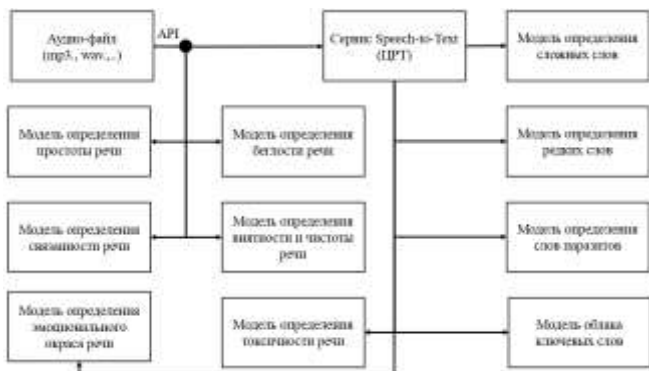 Аудио-файл
(mp3., wav.,..)
API
Сервис Speech-to-Text
(ЦРТ)
Модель определения
сложных слов
Модель определения
простоты речи
Модель определения
беглости речи
Модель определения
редких слов
Модель определения
связанности речи
Модель определения
внятности и чистоты
речи
Модель определения
слов паразитов
Модель определения
эмоционального
окраса речи
Модель определения
токсичности речи
Модель облака
ключевых слов